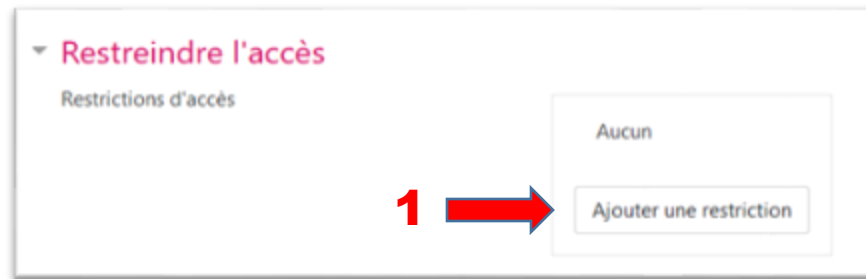 Restreindre l'accès
Restrictions d'accès
Aucun
1
Ajouter une restriction